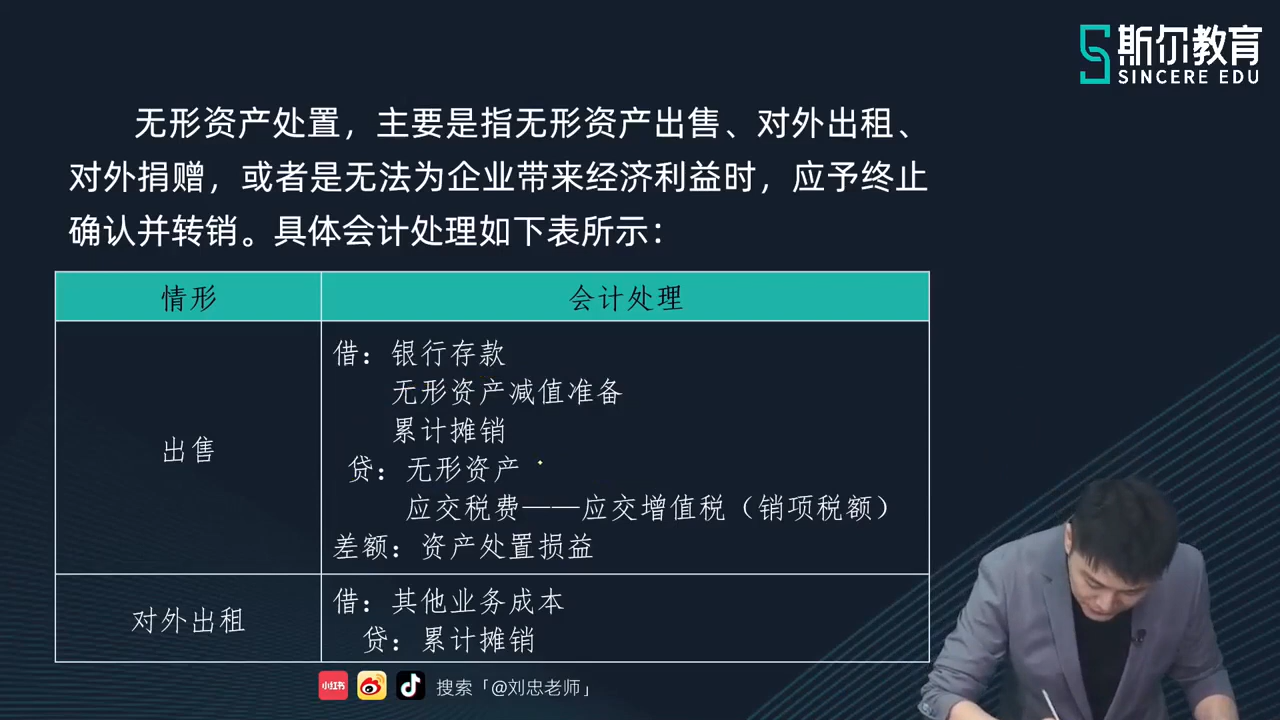 斯尔教育
SINCERE EDU
无形资产处置，主要是指无形资产出售、对外出租、
对外捐赠，或者是无法为企业带来经济利益时，应予终止
确认并转销。具体会计处理如下表所示：
情形
会计处理
出售
借：银行存款
无形资产减值准备
累计摊销
贷：无形资产
应交税费——应交增值税（销项税额）
差额：资产处置损益
对外出租
借：其他业务成本
贷：累计摊销
小红书
搜索「@刘忠老师」